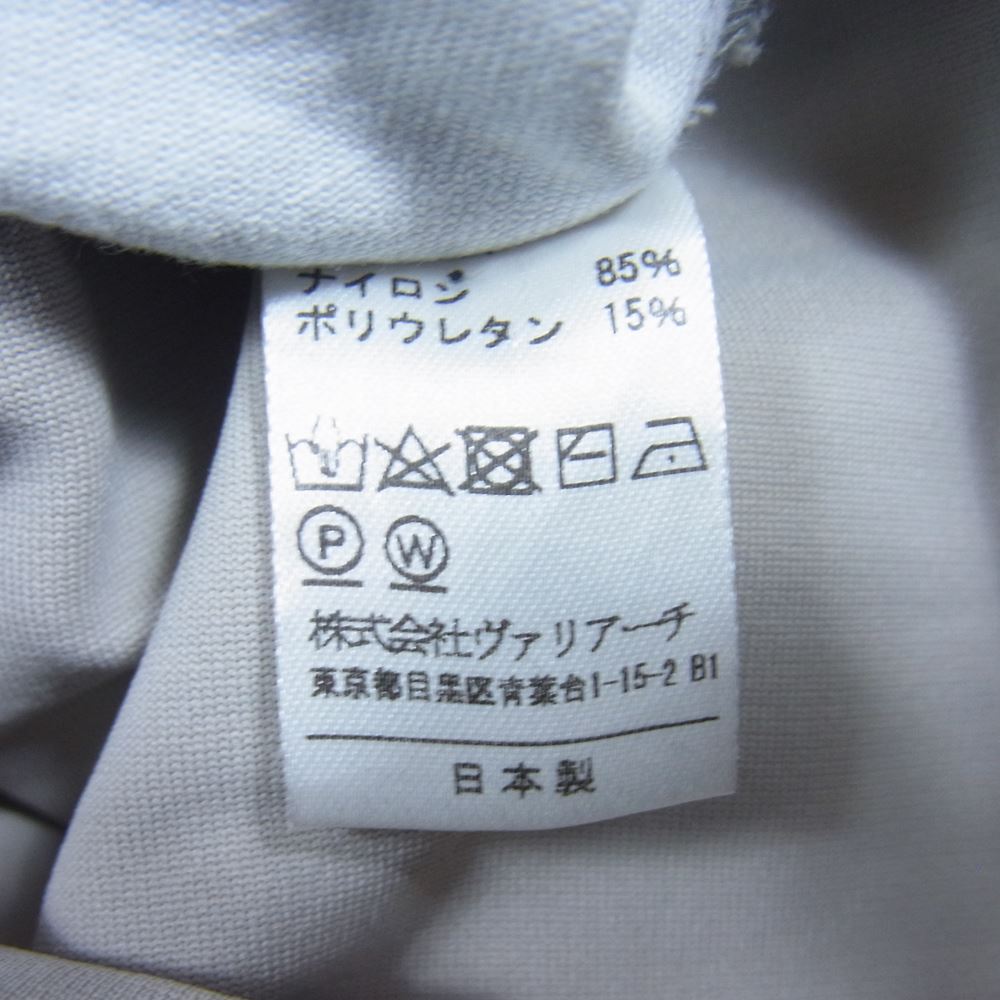 ナイロン 85%
ポリウレタン 15%
P W
株式会社ヴァリアーチ
東京都目黒区青葉台1-15-2 B1
日本製